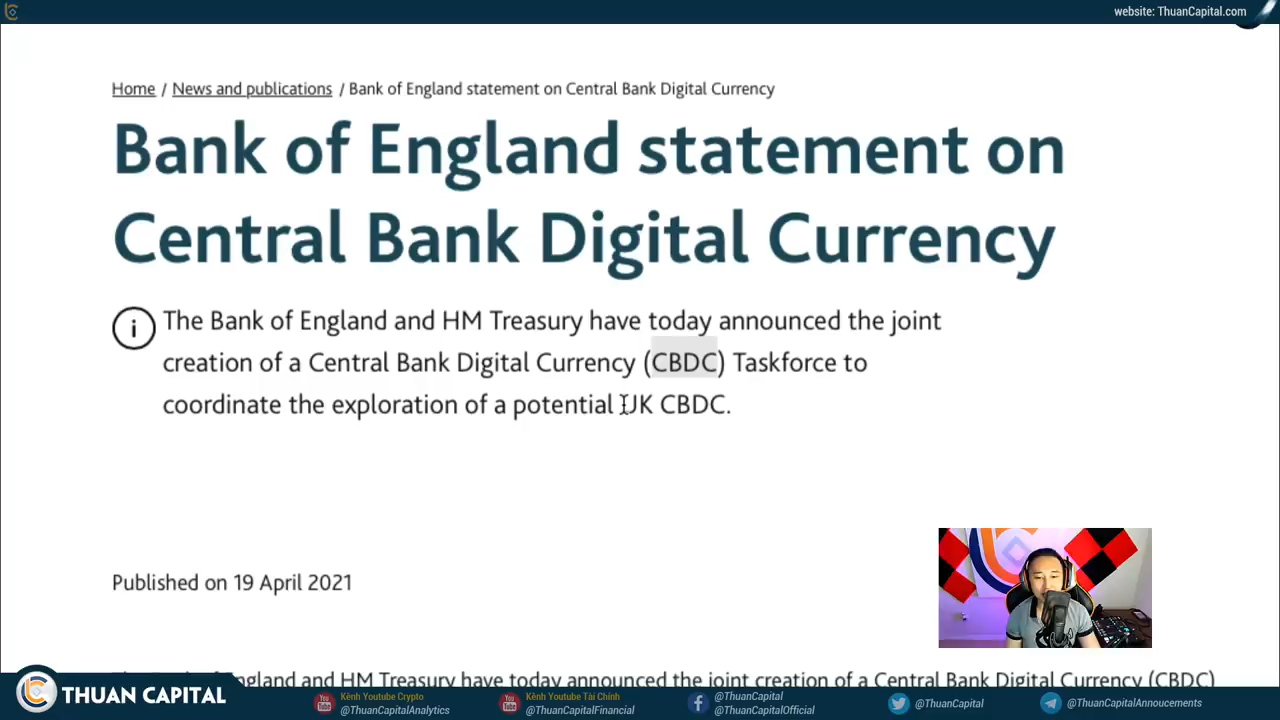 website: ThuanCapital.com
Home / News and publications / Bank of England statement on Central Bank Digital Currency
Bank of England statement on
Central Bank Digital Currency
The Bank of England and HM Treasury have today announced the joint
creation of a Central Bank Digital Currency (CBDC) Taskforce to
coordinate the exploration of a potential UK CBDC.
Published on 19 April 2021
England and HM Treasury have today announced the joint creation of a Central Bank Digital Currency (CBDC)
THUAN CAPITAL
Kênh Youtube Crypto
@ThuanCapitalAnalytics
Kênh Youtube Tài Chính
@ThuanCapitalFinancial
@ThuanCapital
@ThuanCapitalOfficial
@ThuanCapital
@ThuanCapitalAnnoucements